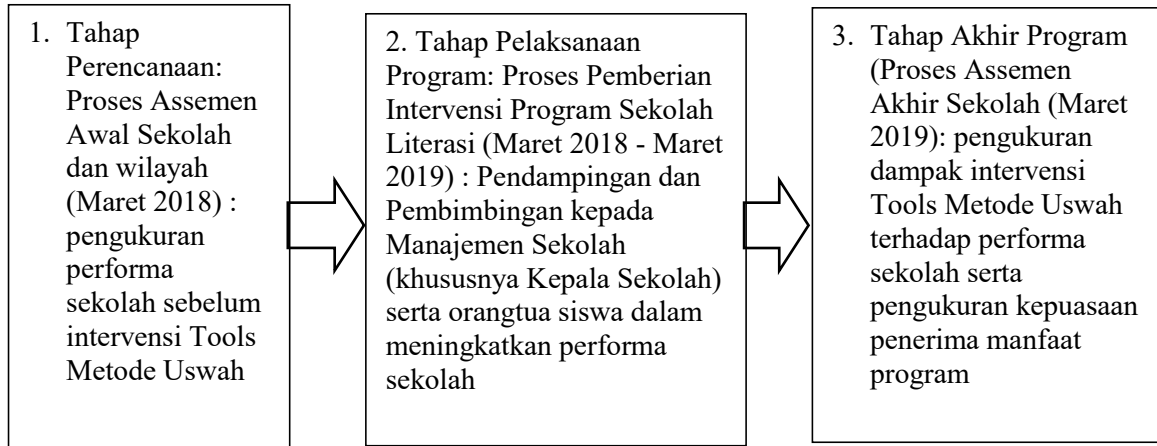 1. Tahap
Perencanaan:
Proses Assemen
Awal Sekolah
dan wilayah
(Maret 2018) :
pengukuran
performa
sekolah sebelum
intervensi Tools
Metode Uswah
2. Tahap Pelaksanaan
Program: Proses Pemberian
Intervensi Program Sekolah
Literasi (Maret 2018 - Maret
2019) : Pendampingan dan
Pembimbingan kepada
Manajemen Sekolah
(khususnya Kepala Sekolah)
serta orangtua siswa dalam
meningkatkan performa
sekolah
3. Tahap Akhir Program
(Proses Assemen
Akhir Sekolah (Maret
2019): pengukuran
dampak intervensi
Tools Metode Uswah
terhadap performa
sekolah serta
pengukuran kepuasaan
penerima manfaat
program